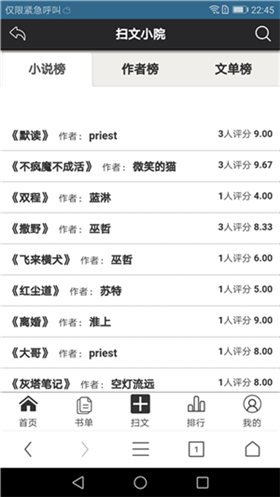 仅限紧急呼叫 22:45
扫文小院
小说榜 作者榜 文单榜
《默读》 作者：priest 3人评分 9.00
《不疯魔不成活》 作者：微笑的猫 3人评分 9.67
《双程》 作者：蓝淋 1人评分 4.00
《撒野》 作者：巫哲 3人评分 8.33
《飞来横犬》 作者：巫哲 1人评分 6.00
《红尘道》 作者：苏特 1人评分 5.00
《离婚》 作者：淮上 1人评分 4.00
《大哥》 作者：priest 1人评分 8.00
《灰塔笔记》 作者：空灯流远 1人评分 5.00
首页 书单 扫文 排行 我的
1